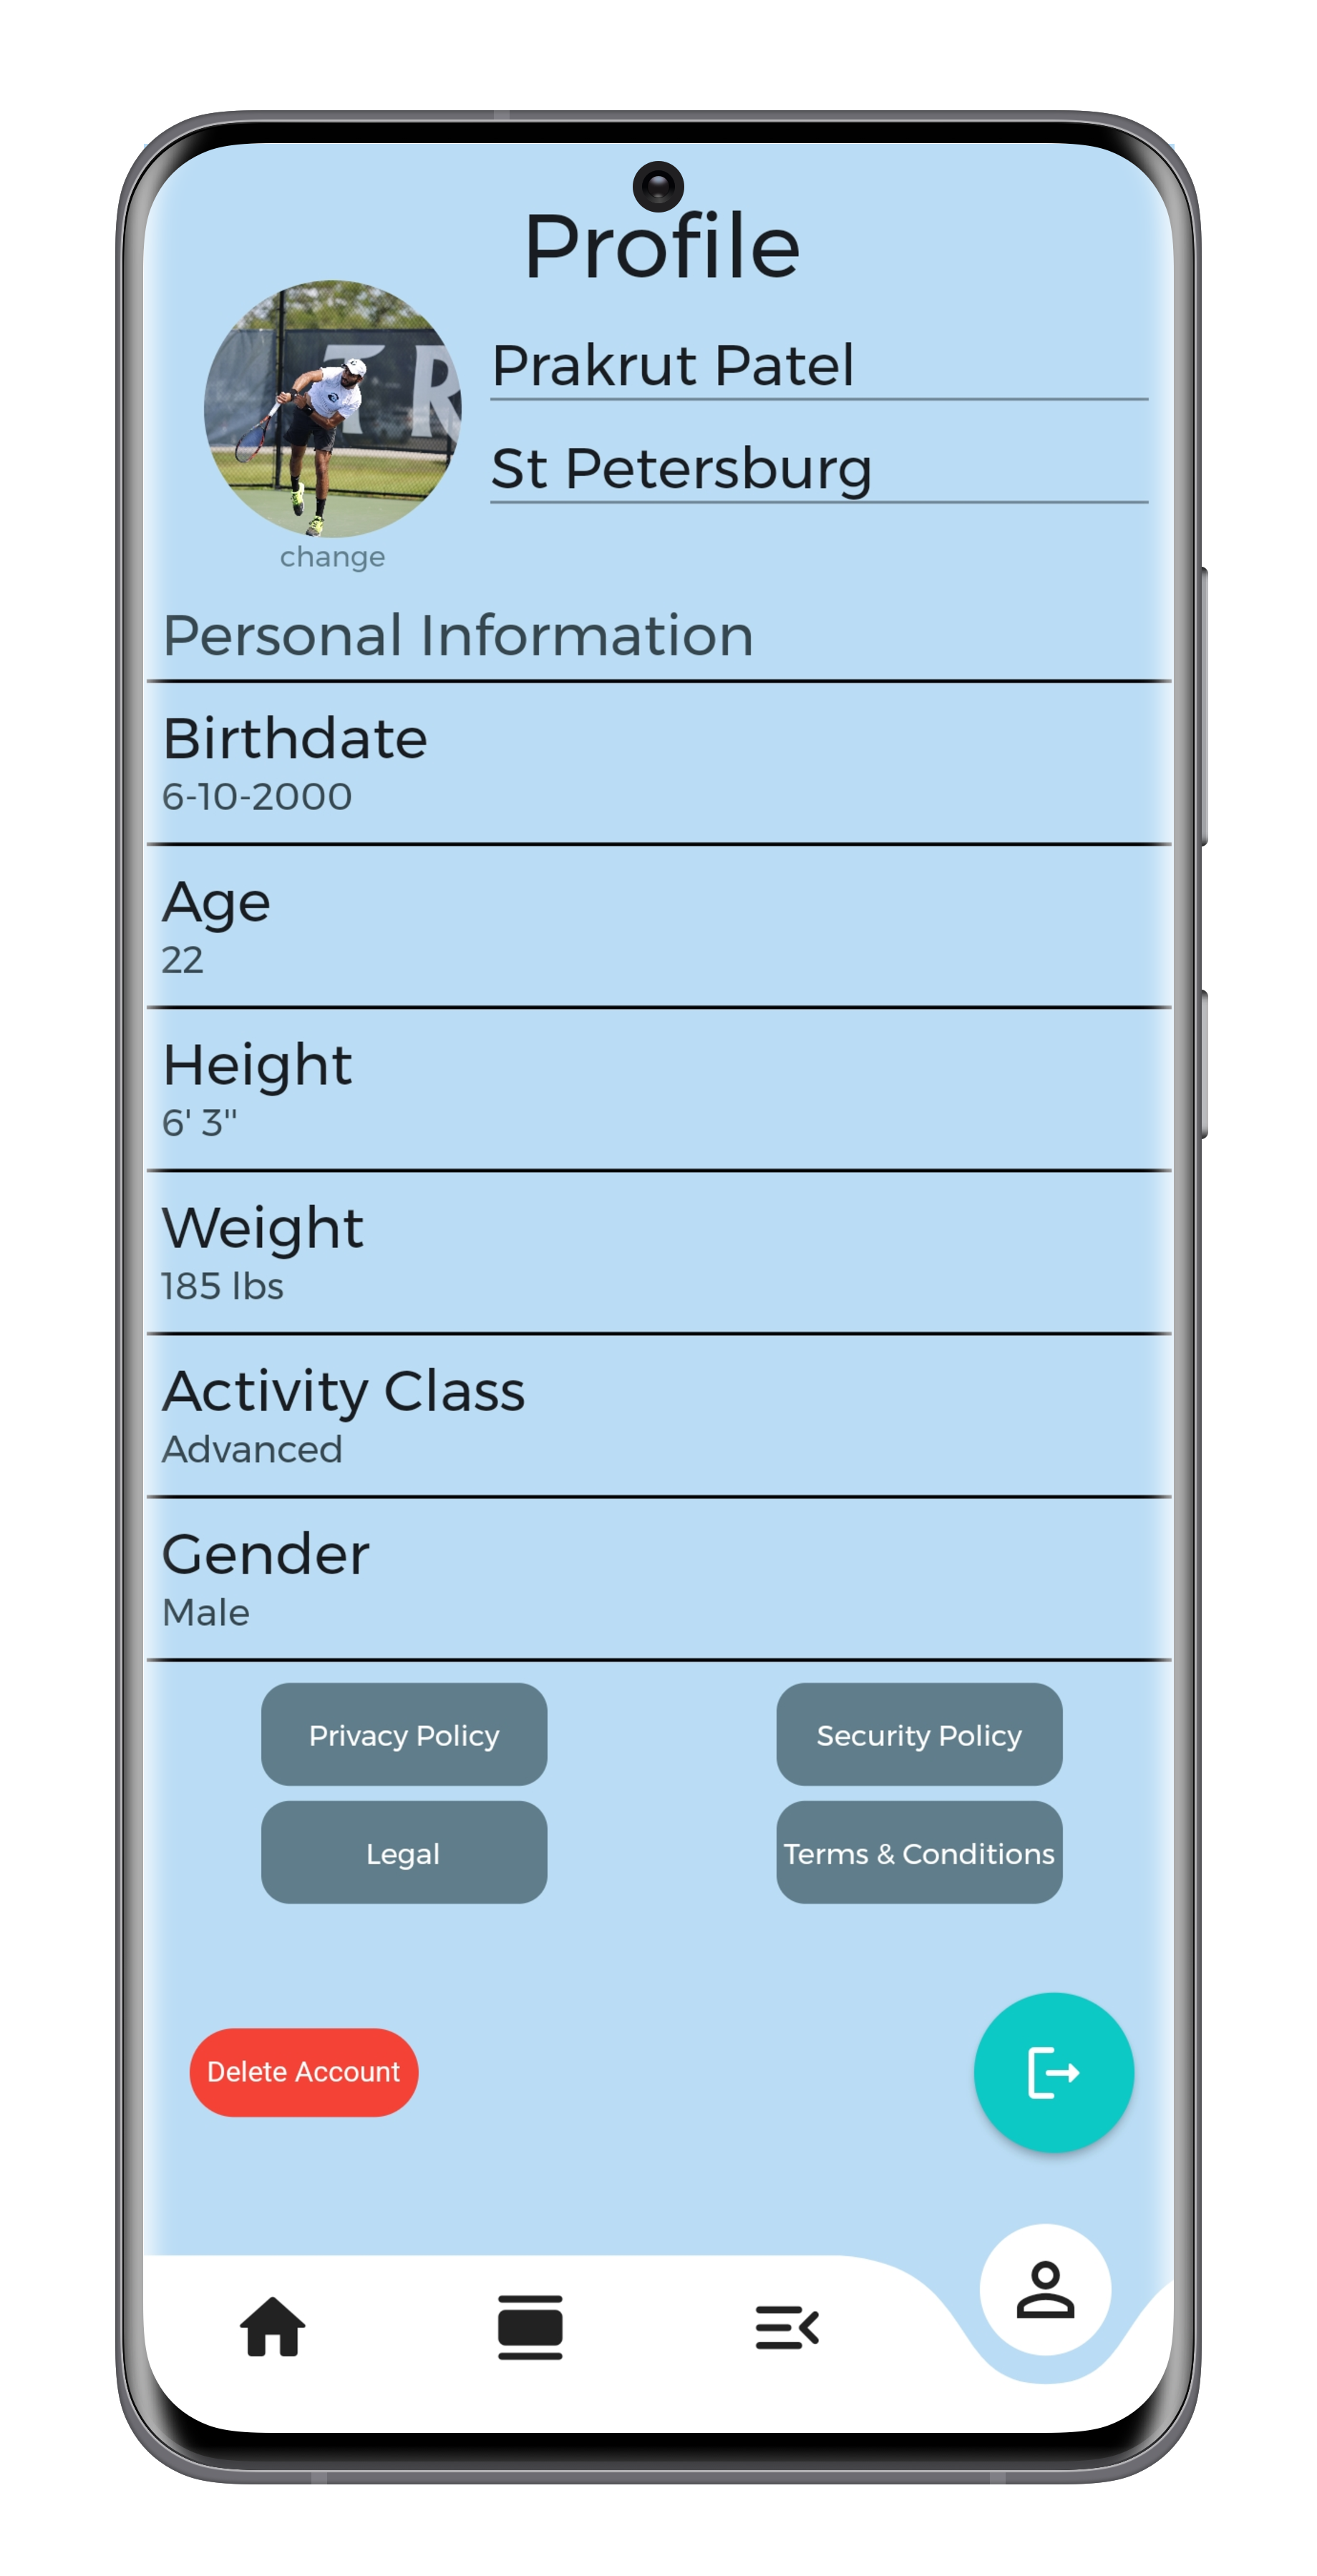 Profile
Prakrut Patel
St Petersburg
change
Personal Information
Birthdate
6-10-2000
Age
22
Height
6' 3"
Weight
185 lbs
Activity Class
Advanced
Gender
Male
Privacy Policy
Security Policy
Legal
Terms & Conditions
Delete Account